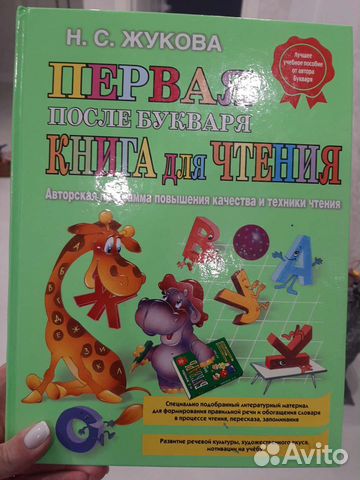 Н. С. ЖУКОВА
Лучшее
учебное пособие
от автора
Букваря
ПЕРВАЯ
ПОСЛЕ БУКВАРЯ
КНИГА ДЛЯ ЧТЕНИЯ
Авторская программа повышения качества и техники чтения
Ж
У
К
О
В
А
Специально подобранный литературный материал
для формирования правильной речи и обогащения словаря
в процессе чтения, пересказа, запоминания
Развитие речевой культуры, художественного вкуса,
мотивации на учёбу
Avito